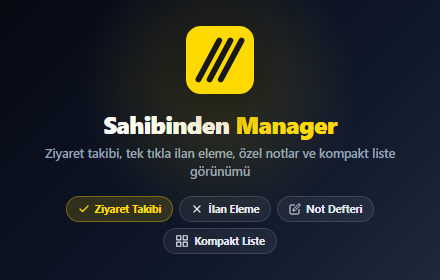 Sahibinden Manager
Ziyaret takibi, tek tıkla ilan eleme, özel notlar ve kompakt liste
görünümü
Ziyaret Takibi
İlan Eleme
Not Defteri
Kompakt Liste